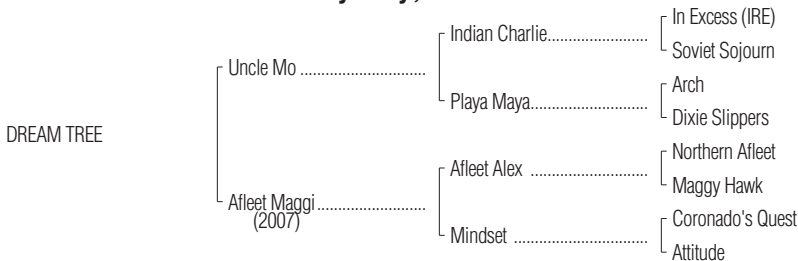 In Excess (IRE)
Indian Charlie
Soviet Sojourn
Uncle Mo
Arch
Playa Maya
Dixie Slippers
DREAM TREE
Northern Afleet
Afleet Alex
Maggy Hawk
Afleet Maggi
(2007)
Coronado's Quest
Mindset
Attitude